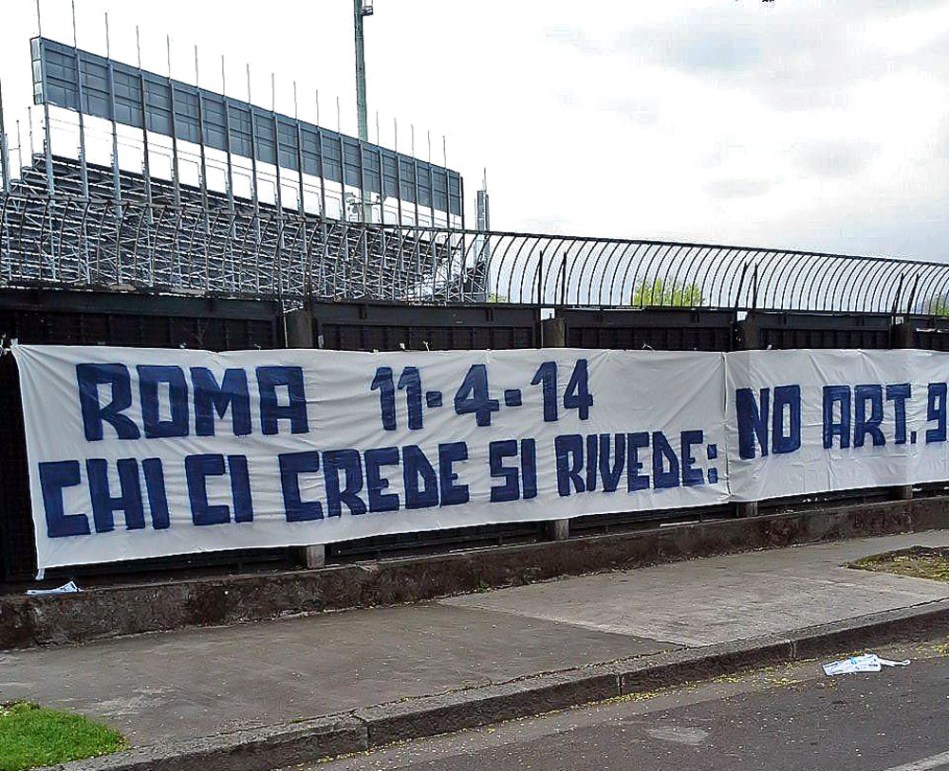 ROMA 11-4-14
CHI CI CREDE SI RIVEDE: NO ART. 9